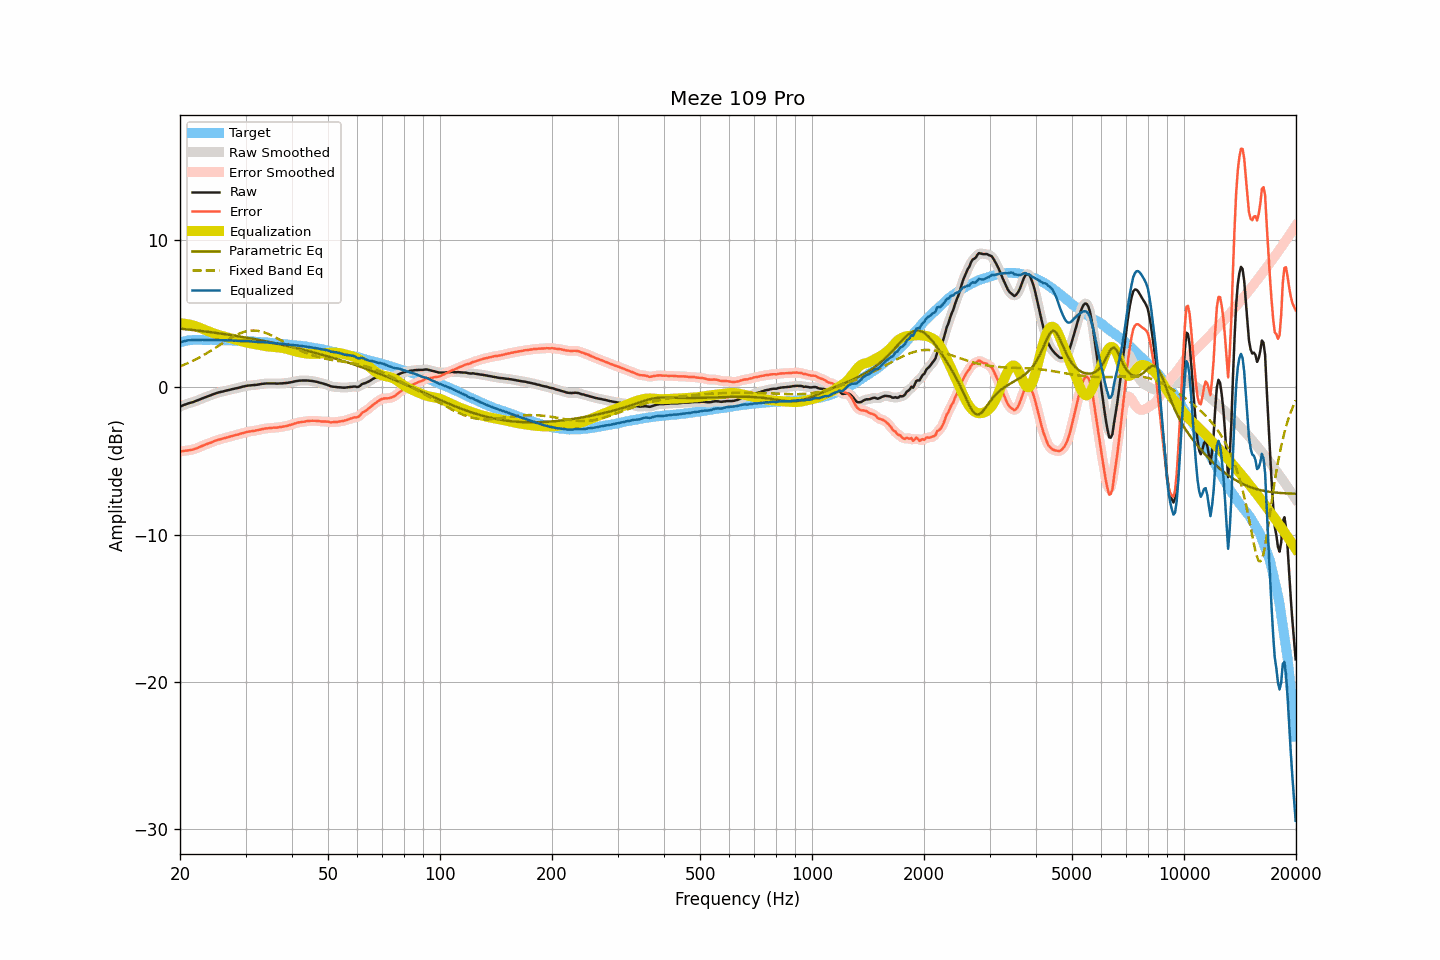 Meze 109 Pro
Target
Raw Smoothed
Error Smoothed
Raw
Error
Equalization
Parametric Eq
Fixed Band Eq
Equalized
10
0
−10
−20
−30
Amplitude (dBr)
20 50 100 200 500 1000 2000 5000 10000 20000
Frequency (Hz)